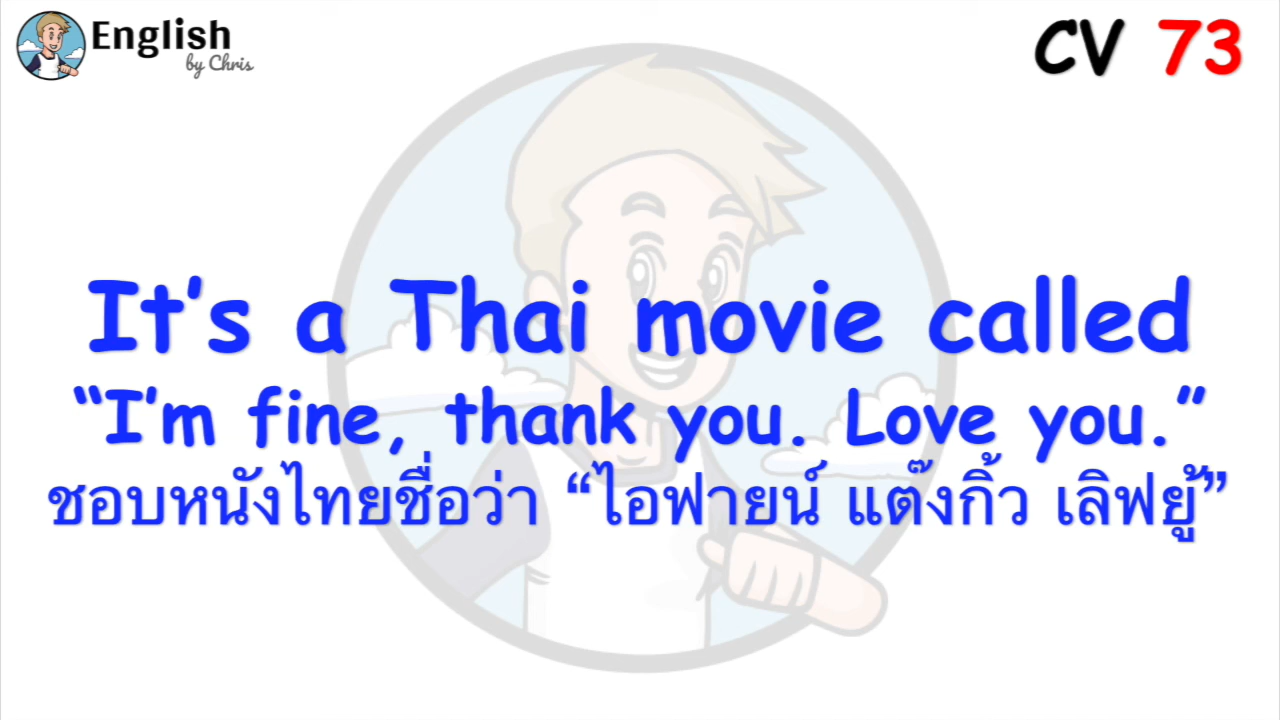 English
by Chris
CV 73
It's a Thai movie called
“I'm fine, thank you. Love you.”
ชอบหนังไทยชื่อว่า “ไอฟายน์ แต๊งกิ้ว เลิฟยู้”